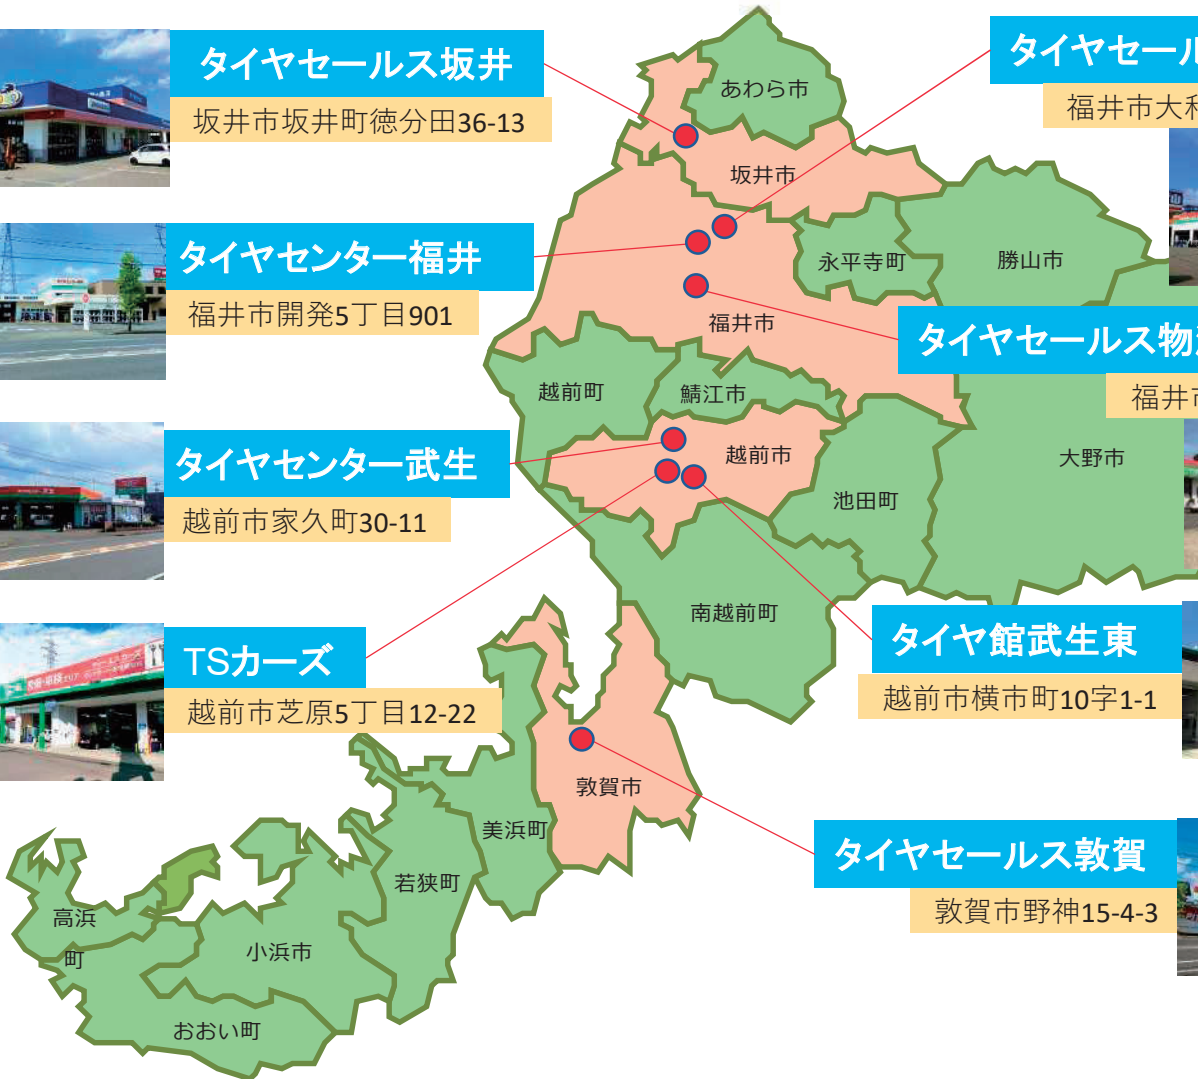 タイヤセールス坂井
坂井市坂井町徳分田36-13
タイヤセール
福井市大和
タイヤセンター福井
福井市開発5丁目901
タイヤセールス物流
福井市
タイヤセンター武生
越前市家久町30-11
TSカーズ
越前市芝原5丁目12-22
タイヤ館武生東
越前市横市町10字1-1
タイヤセールス敦賀
敦賀市野神15-4-3
あわら市
坂井市
永平寺町
勝山市
福井市
越前町
鯖江市
越前市
池田町
大野市
南越前町
敦賀市
美浜町
若狭町
高浜
町
小浜市
おおい町